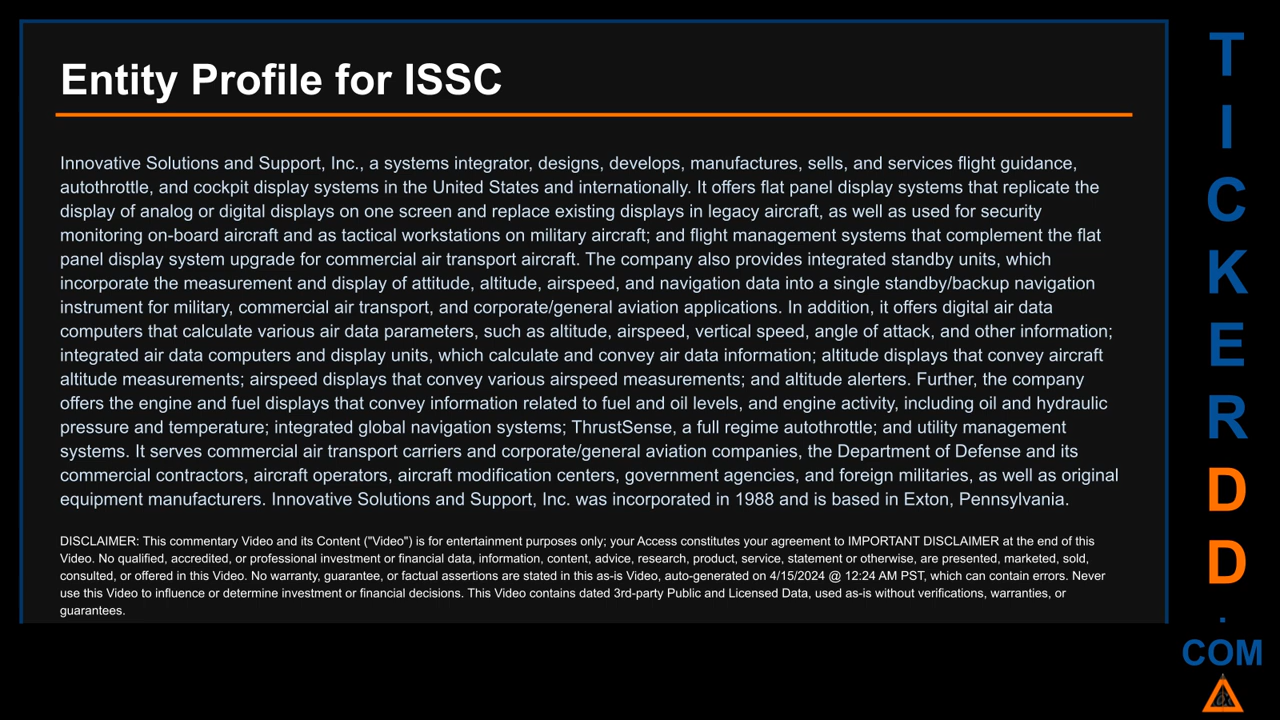 Entity Profile for ISSC
Innovative Solutions and Support, Inc., a systems integrator, designs, develops, manufactures, sells, and services flight guidance,
autothrottle, and cockpit display systems in the United States and internationally. It offers flat panel display systems that replicate the
display of analog or digital displays on one screen and replace existing displays in legacy aircraft, as well as used for security
monitoring on-board aircraft and as tactical workstations on military aircraft; and flight management systems that complement the flat
panel display system upgrade for commercial air transport aircraft. The company also provides integrated standby units, which
incorporate the measurement and display of attitude, altitude, airspeed, and navigation data into a single standby/backup navigation
instrument for military, commercial air transport, and corporate/general aviation applications. In addition, it offers digital air data
computers that calculate various air data parameters, such as altitude, airspeed, vertical speed, angle of attack, and other information;
integrated air data computers and display units, which calculate and convey air data information; altitude displays that convey aircraft
altitude measurements; airspeed displays that convey various airspeed measurements; and altitude alerters. Further, the company
offers the engine and fuel displays that convey information related to fuel and oil levels, and engine activity, including oil and hydraulic
pressure and temperature; integrated global navigation systems; ThrustSense, a full regime autothrottle; and utility management
systems. It serves commercial air transport carriers and corporate/general aviation companies, the Department of Defense and its
commercial contractors, aircraft operators, aircraft modification centers, government agencies, and foreign militaries, as well as original
equipment manufacturers. Innovative Solutions and Support, Inc. was incorporated in 1988 and is based in Exton, Pennsylvania.
DISCLAIMER: This commentary Video and its Content ("Video") is for entertainment purposes only; your Access constitutes your agreement to IMPORTANT DISCLAIMER at the end of this
Video. No qualified, accredited, or professional investment or financial data, information, content, advice, research, product, service, statement or otherwise, are presented, marketed, sold,
consulted, or offered in this Video. No warranty, guarantee, or factual assertions are stated in this as-is Video, auto-generated on 4/15/2024 @ 12:24 AM PST, which can contain errors. Never
use this Video to influence or determine investment or financial decisions. This Video contains dated 3rd-party Public and Licensed Data, used as-is without verifications, warranties, or
guarantees.
T
I
C
K
E
R
D
D
.
COM